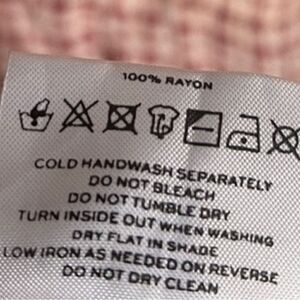 100% RAYON
COLD HANDWASH SEPARATELY
DO NOT BLEACH
DO NOT TUMBLE DRY
TURN INSIDE OUT WHEN WASHING
DRY FLAT IN SHADE
LOW IRON AS NEEDED ON REVERSE
DO NOT DRY CLEAN